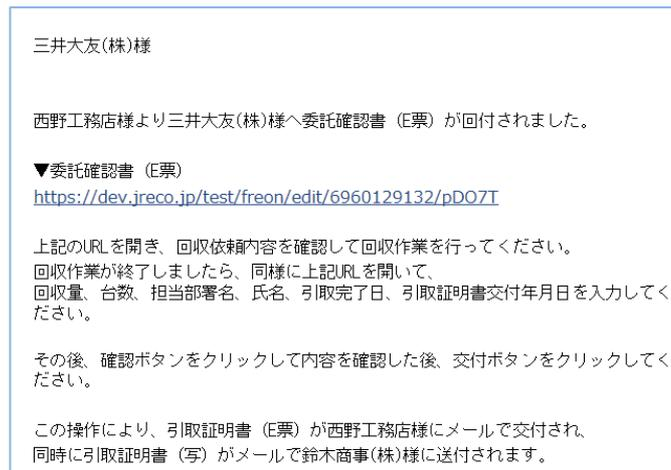 三井大友(株)様
西野工務店様より三井大友(株)様へ委託確認書（E票）が回付されました。
▼委託確認書（E票）
https://dev.jreco.jp/test/freon/edit/6960129132/pDO7T
上記のURLを開き、回収依頼内容を確認して回収作業を行ってください。
回収作業が終了しましたら、同様に上記URLを開いて、
回収量、台数、担当部署名、氏名、引取完了日、引取証明書交付年月日を入力してく
ださい。
その後、確認ボタンをクリックして内容を確認した後、交付ボタンをクリックしてく
ださい。
この操作により、引取証明書（E票）が西野工務店様にメールで交付され、
同時に引取証明書（写）がメールで鈴木商事(株)様に送付されます。